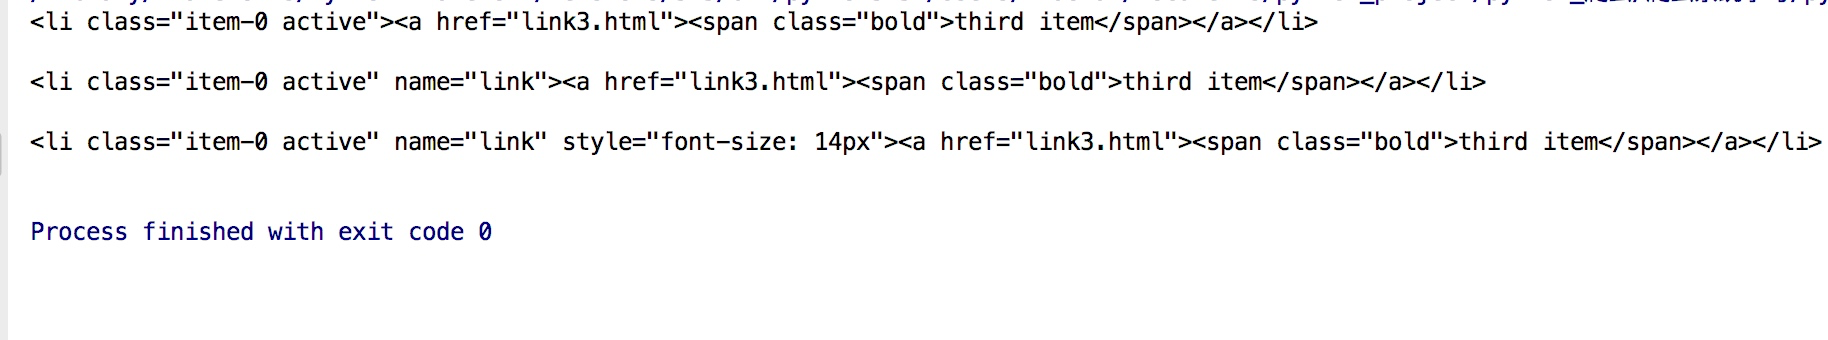 <li class="item-0 active"><a href="link3.html"><span class="bold">third item</span></a></li>
<li class="item-0 active" name="link"><a href="link3.html"><span class="bold">third item</span></a></li>
<li class="item-0 active" name="link" style="font-size: 14px"><a href="link3.html"><span class="bold">third item</span></a></li>
Process finished with exit code 0